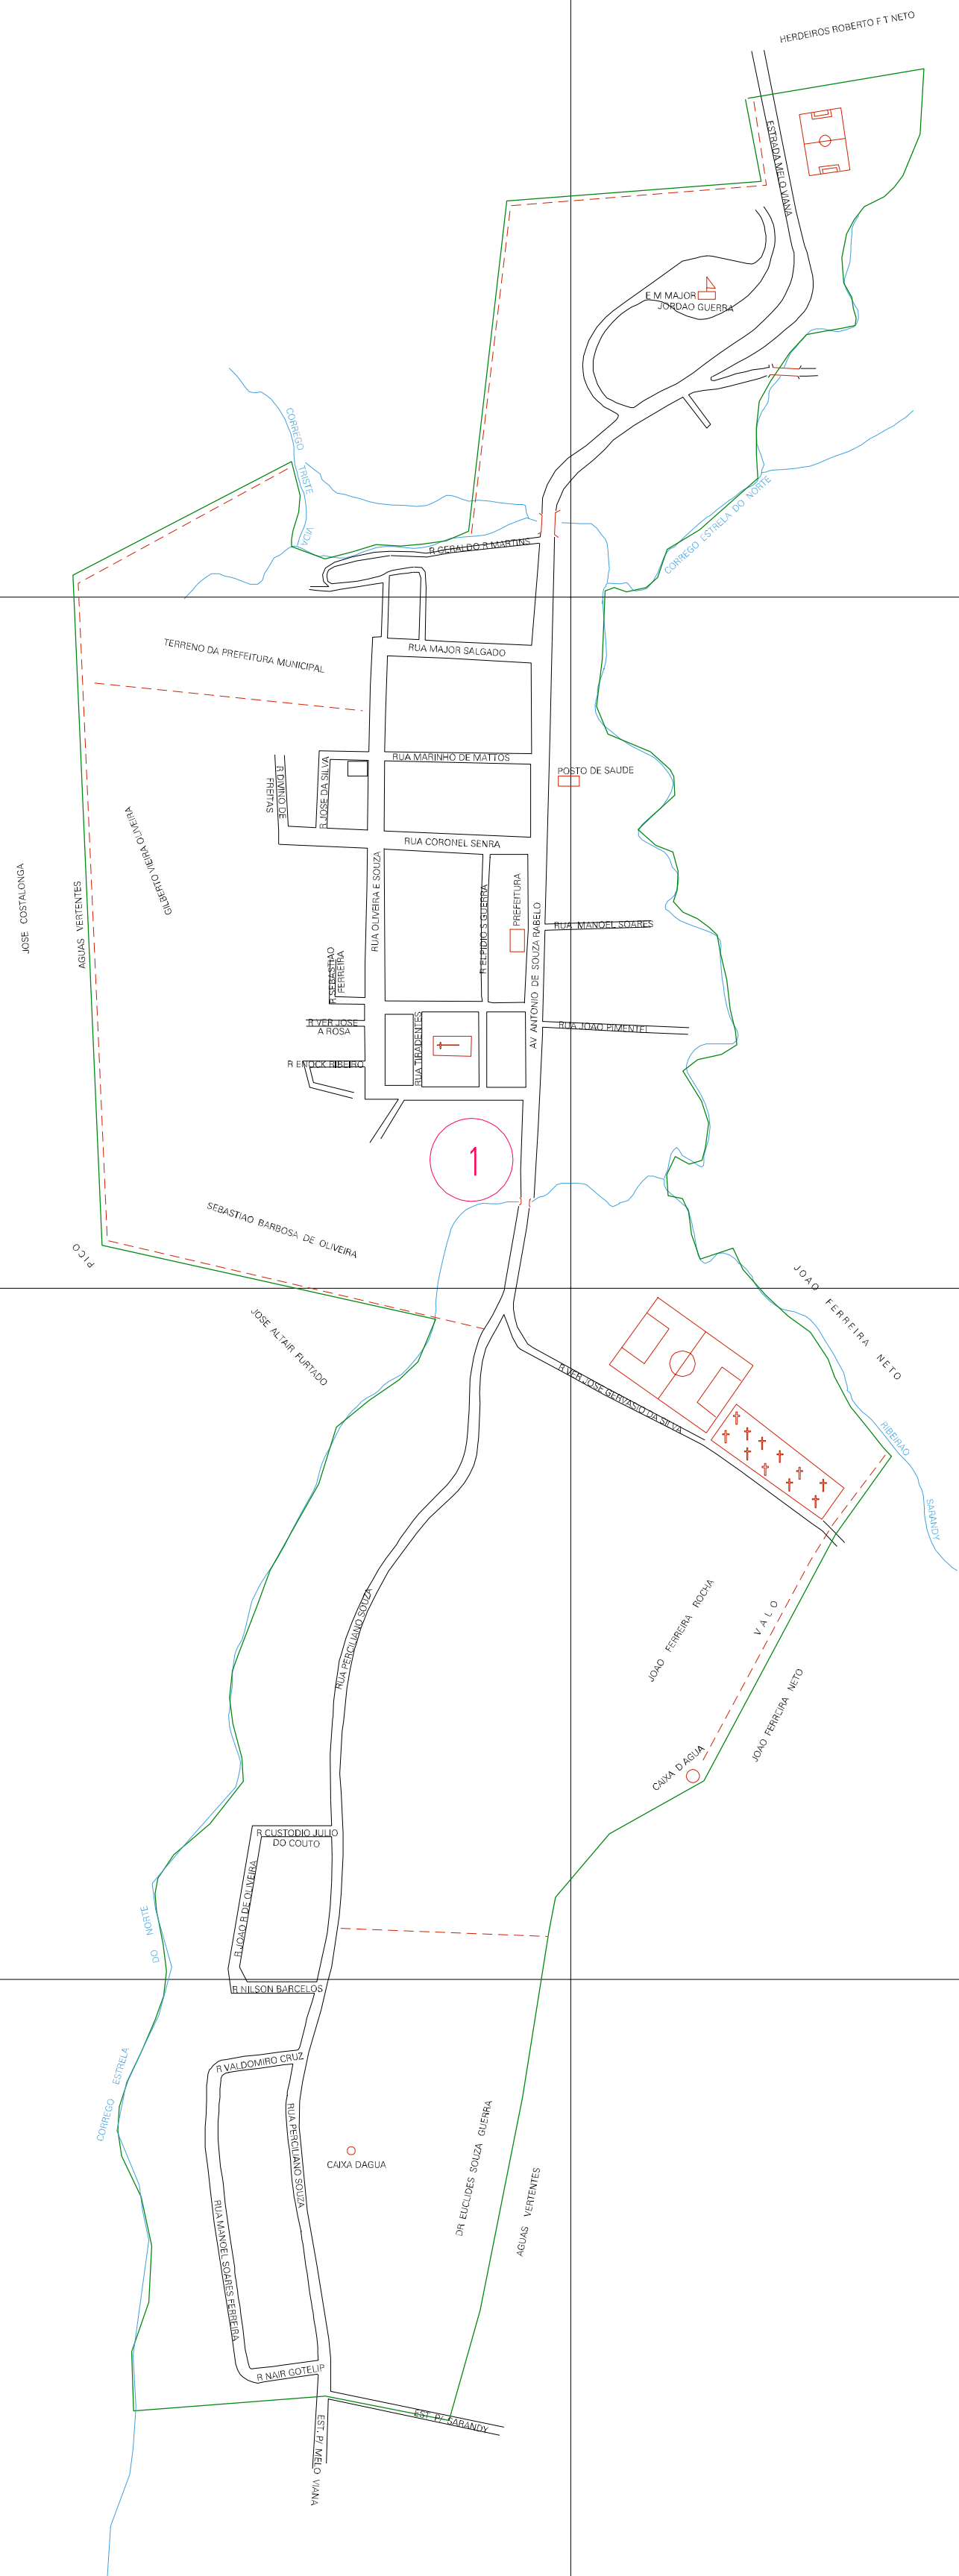 HERDEIROS ROBERTO F T NETO
ESTRADA MELO VIANA
E M MAJOR
JORDAO GUERRA
CORREGO
TRISTE
VICA
CORREGO ESTRELA DO NORTE
R GERALDO R MARTINS
TERRENO DA PREFEITURA MUNICIPAL
RUA MAJOR SALGADO
RUA MARINHO DE MATTOS
POSTO DE SAUDE
R DIVINO DE
FREITAS
R JOSE DA SILVA
RUA CORONEL SENRA
GILBERTO VIEIRA OLIVEIRA
JOSE COSTALONGA
AGUAS VERTENTES
RUA OLIVEIRA E SOUZA
R ELPIDIO S GUERRA
PREFEITURA
AV ANTONIO DE SOUZA RABELO
RUA MANOEL SOARES
R SEBASTIAO
FERREIRA
R VER JOSE
A ROSA
RUA TIRADENTES
RUA JOAO PIMENTEL
R ENOCK RIBEIRO
1
SEBASTIAO BARBOSA DE OLIVEIRA
PICO
JOSE ALTAIR FURTADO
JOAO FERREIRA NETO
R VER JOSE GERVASIO DA SILVA
RIBEIRAO
SARANDY
RUA PERCILIANO SOUZA
JOAO FERREIRA ROCHA
VALO
JOAO FERREIRA NETO
CAIXA D AGUA
R CUSTODIO JULIO
DO COUTO
R JOAO R DE OLIVEIRA
DO NORTE
R NILSON BARCELOS
R VALDOMIRO CRUZ
CORREGO ESTRELA
RUA PERCILIANO SOUZA
CAIXA DAGUA
DR EUCLIDES SOUZA GUERRA
AGUAS VERTENTES
RUA MANOEL SOARES FERREIRA
R NAIR GOTELIP
EST. P/ SARANDY
EST. P/ MELO VIANA